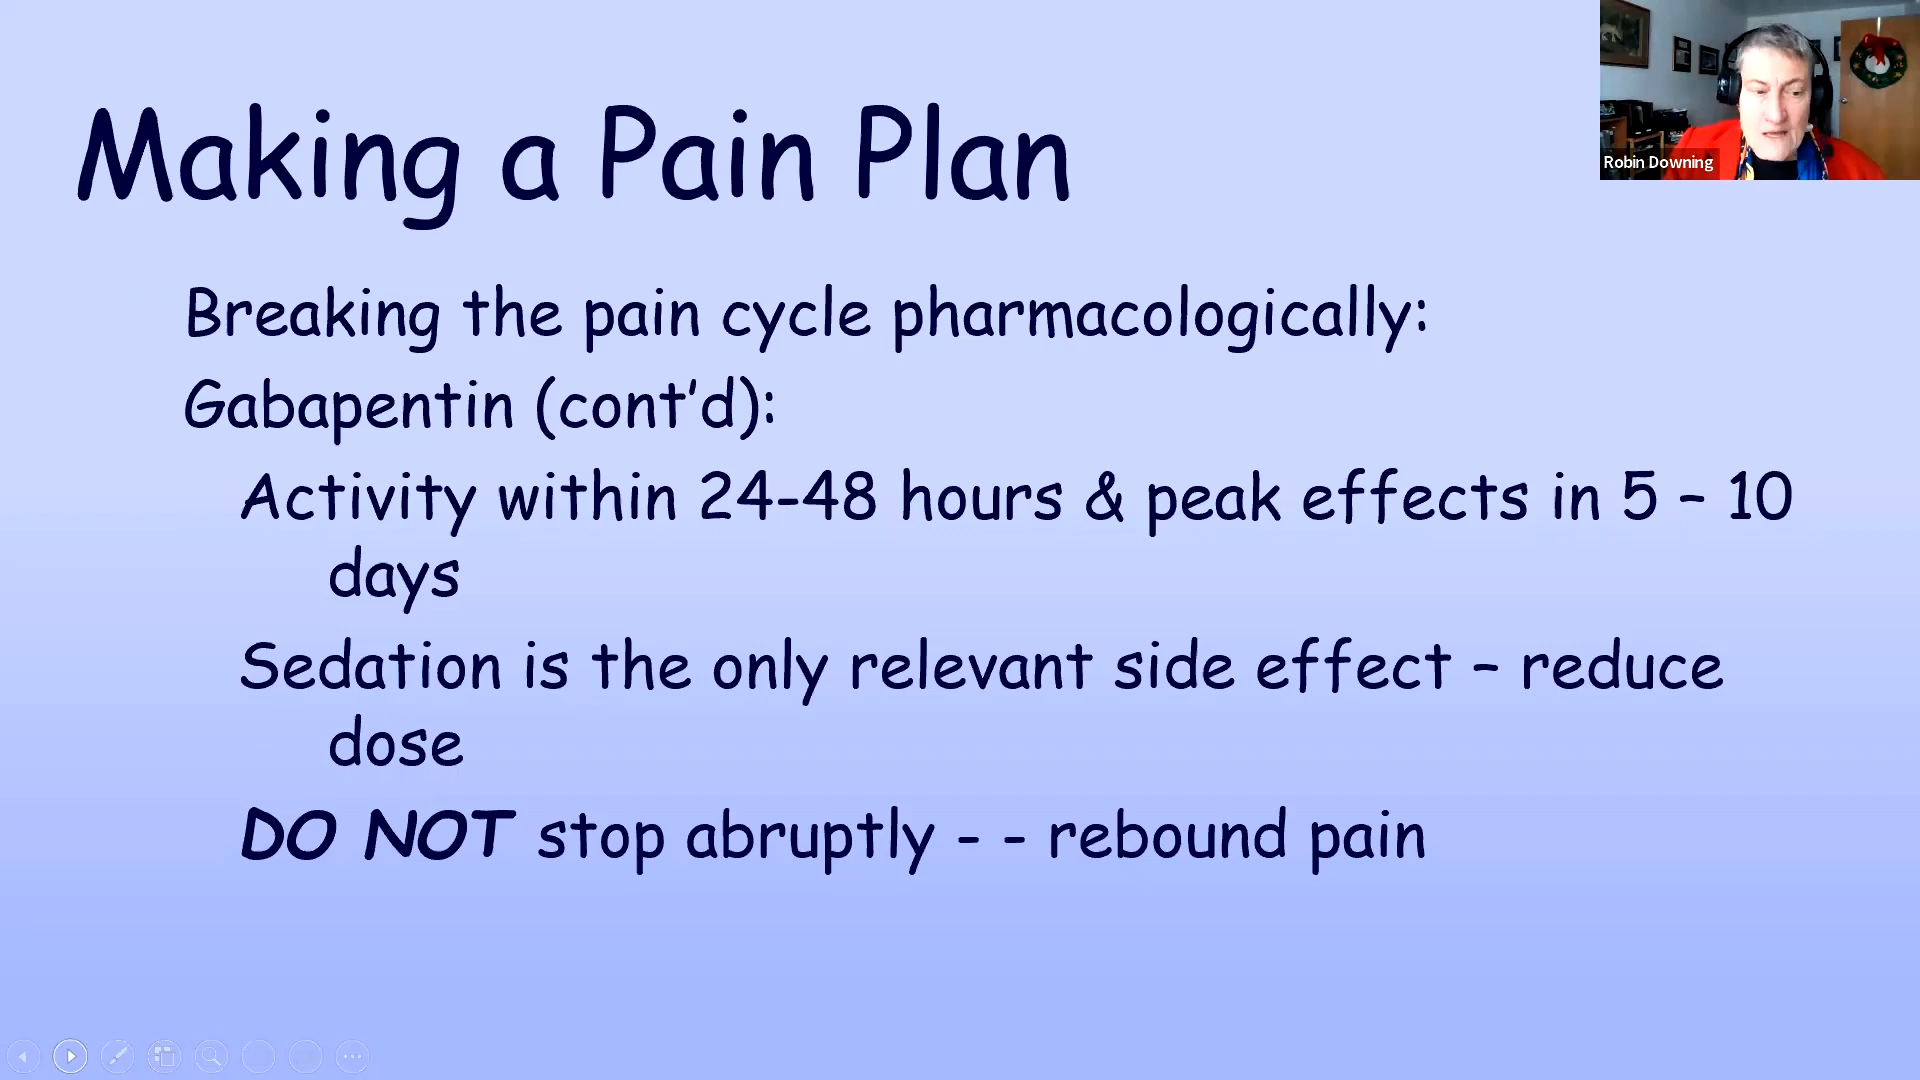 Making a Pain Plan
Robin Downing
Breaking the pain cycle pharmacologically:
Gabapentin (cont’d):
Activity within 24-48 hours & peak effects in 5 – 10
days
Sedation is the only relevant side effect – reduce
dose
DO NOT stop abruptly - - rebound pain